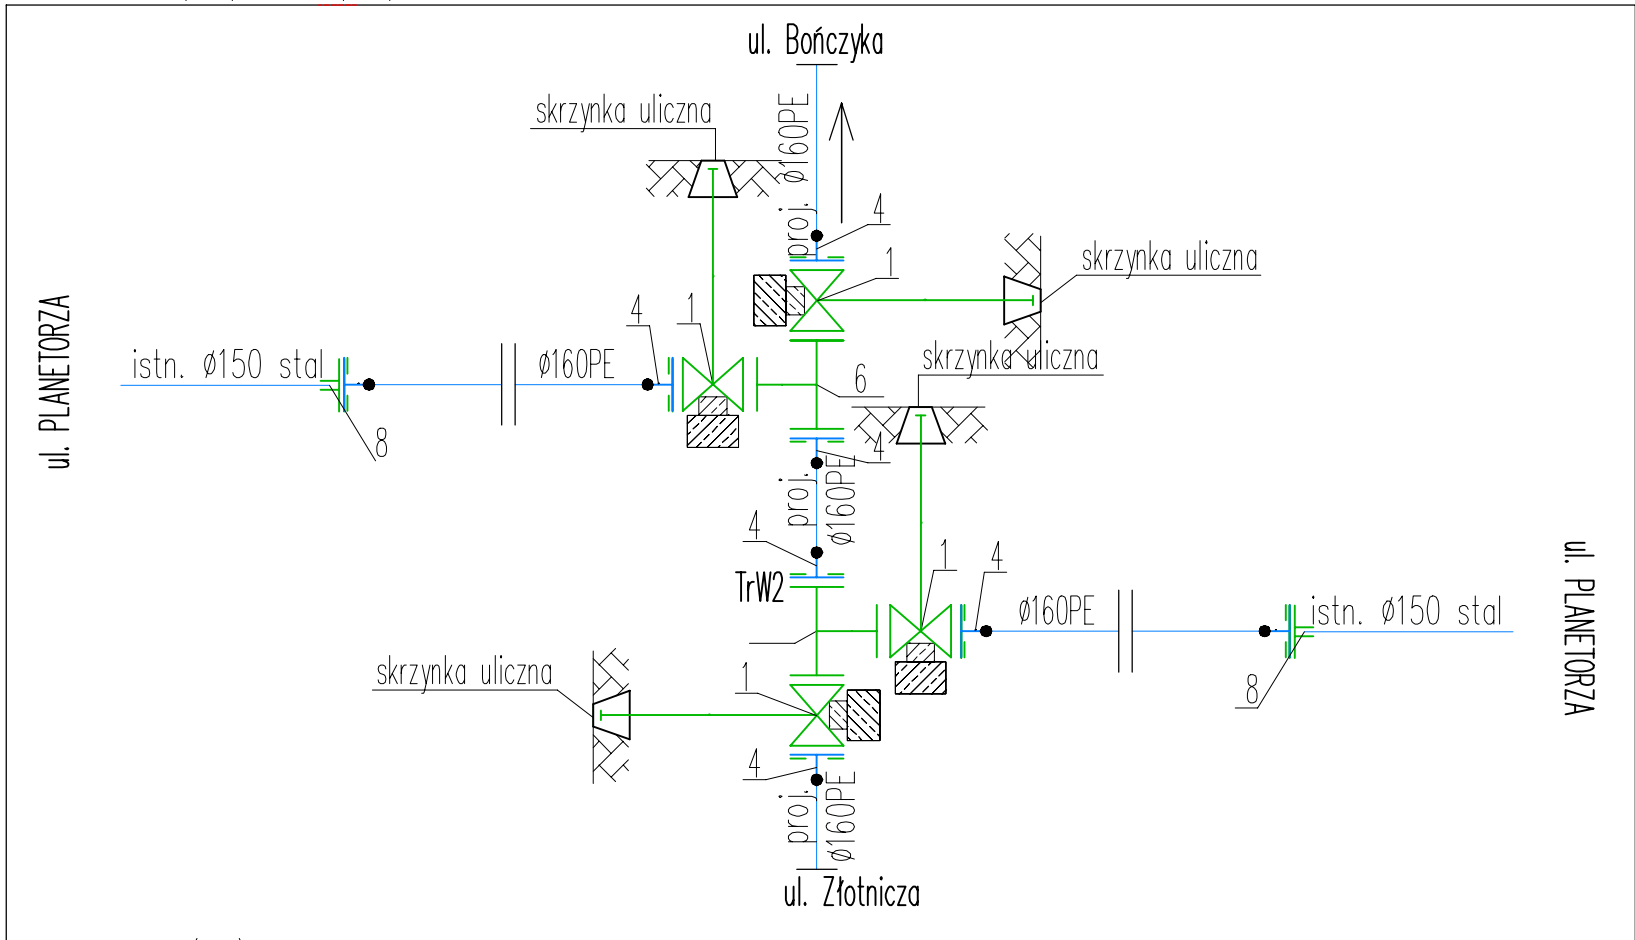 ul. Bończyka
skrzynka uliczna
proj. ø160PE
4
1
skrzynka uliczna
ul. PLANETORZA
istn. ø150 stal
8
ø160PE
4
1
6
skrzynka uliczna
4
proj. ø160PE
4
TrW2
1
4
ø160PE
istn. ø150 stal
8
ul. PLANETORZA
skrzynka uliczna
1
4
proj. ø160PE
ul. Złotnicza